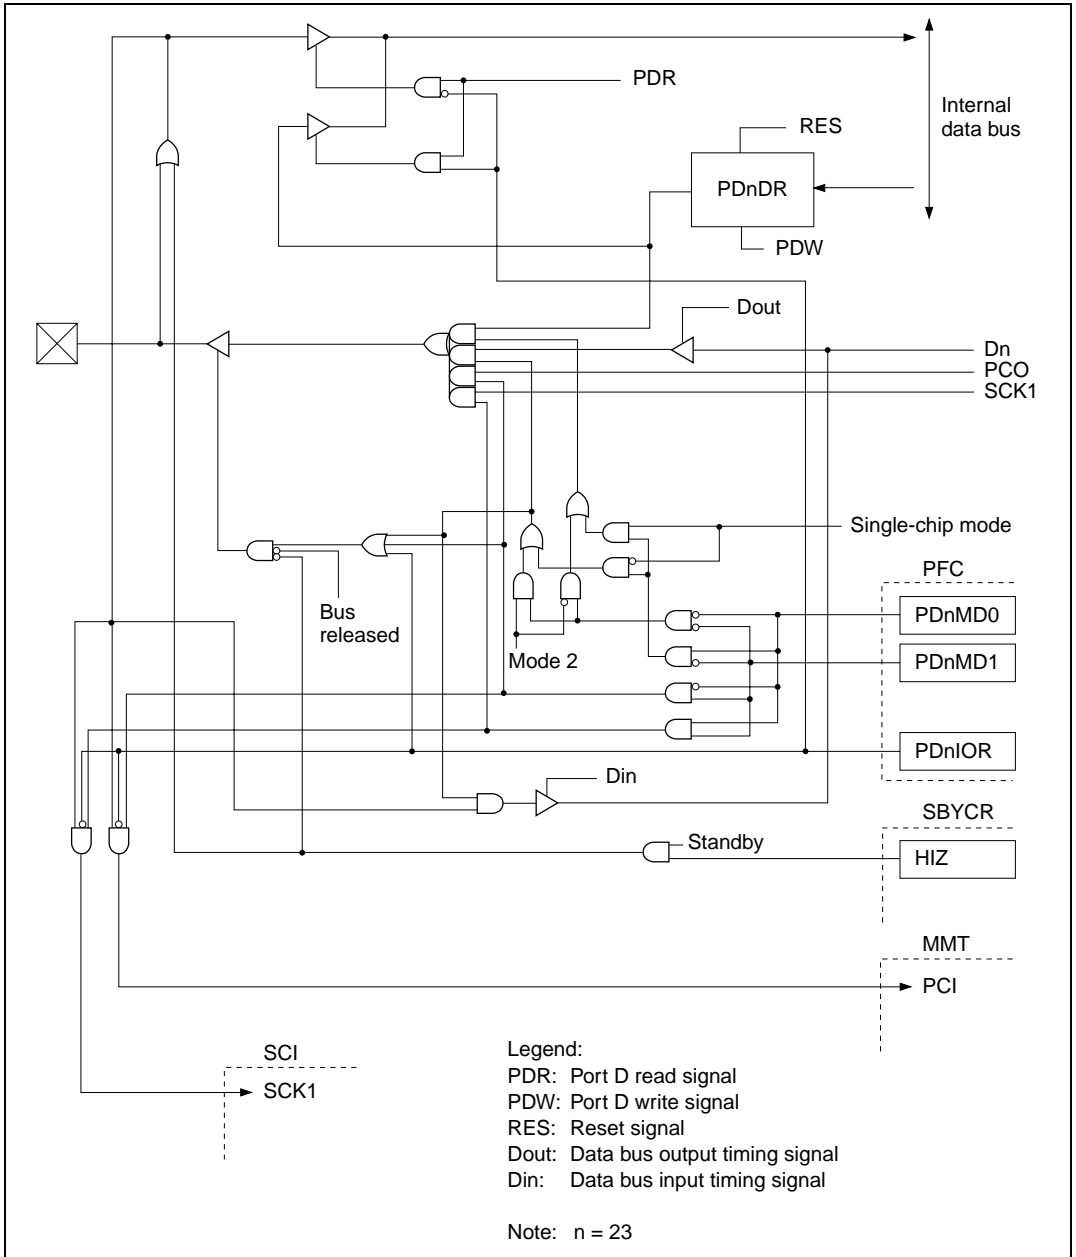 PDR
Internal
data bus
RES
PDnDR
PDW
Dout
Dn
PCO
SCK1
Single-chip mode
PFC
Bus
released
PDnMD0
Mode 2
PDnMD1
PDnIOR
Din
SBYCR
Standby
HIZ
MMT
PCI
SCI
SCK1
Legend:
PDR: Port D read signal
PDW: Port D write signal
RES: Reset signal
Dout: Data bus output timing signal
Din: Data bus input timing signal
Note: n = 23